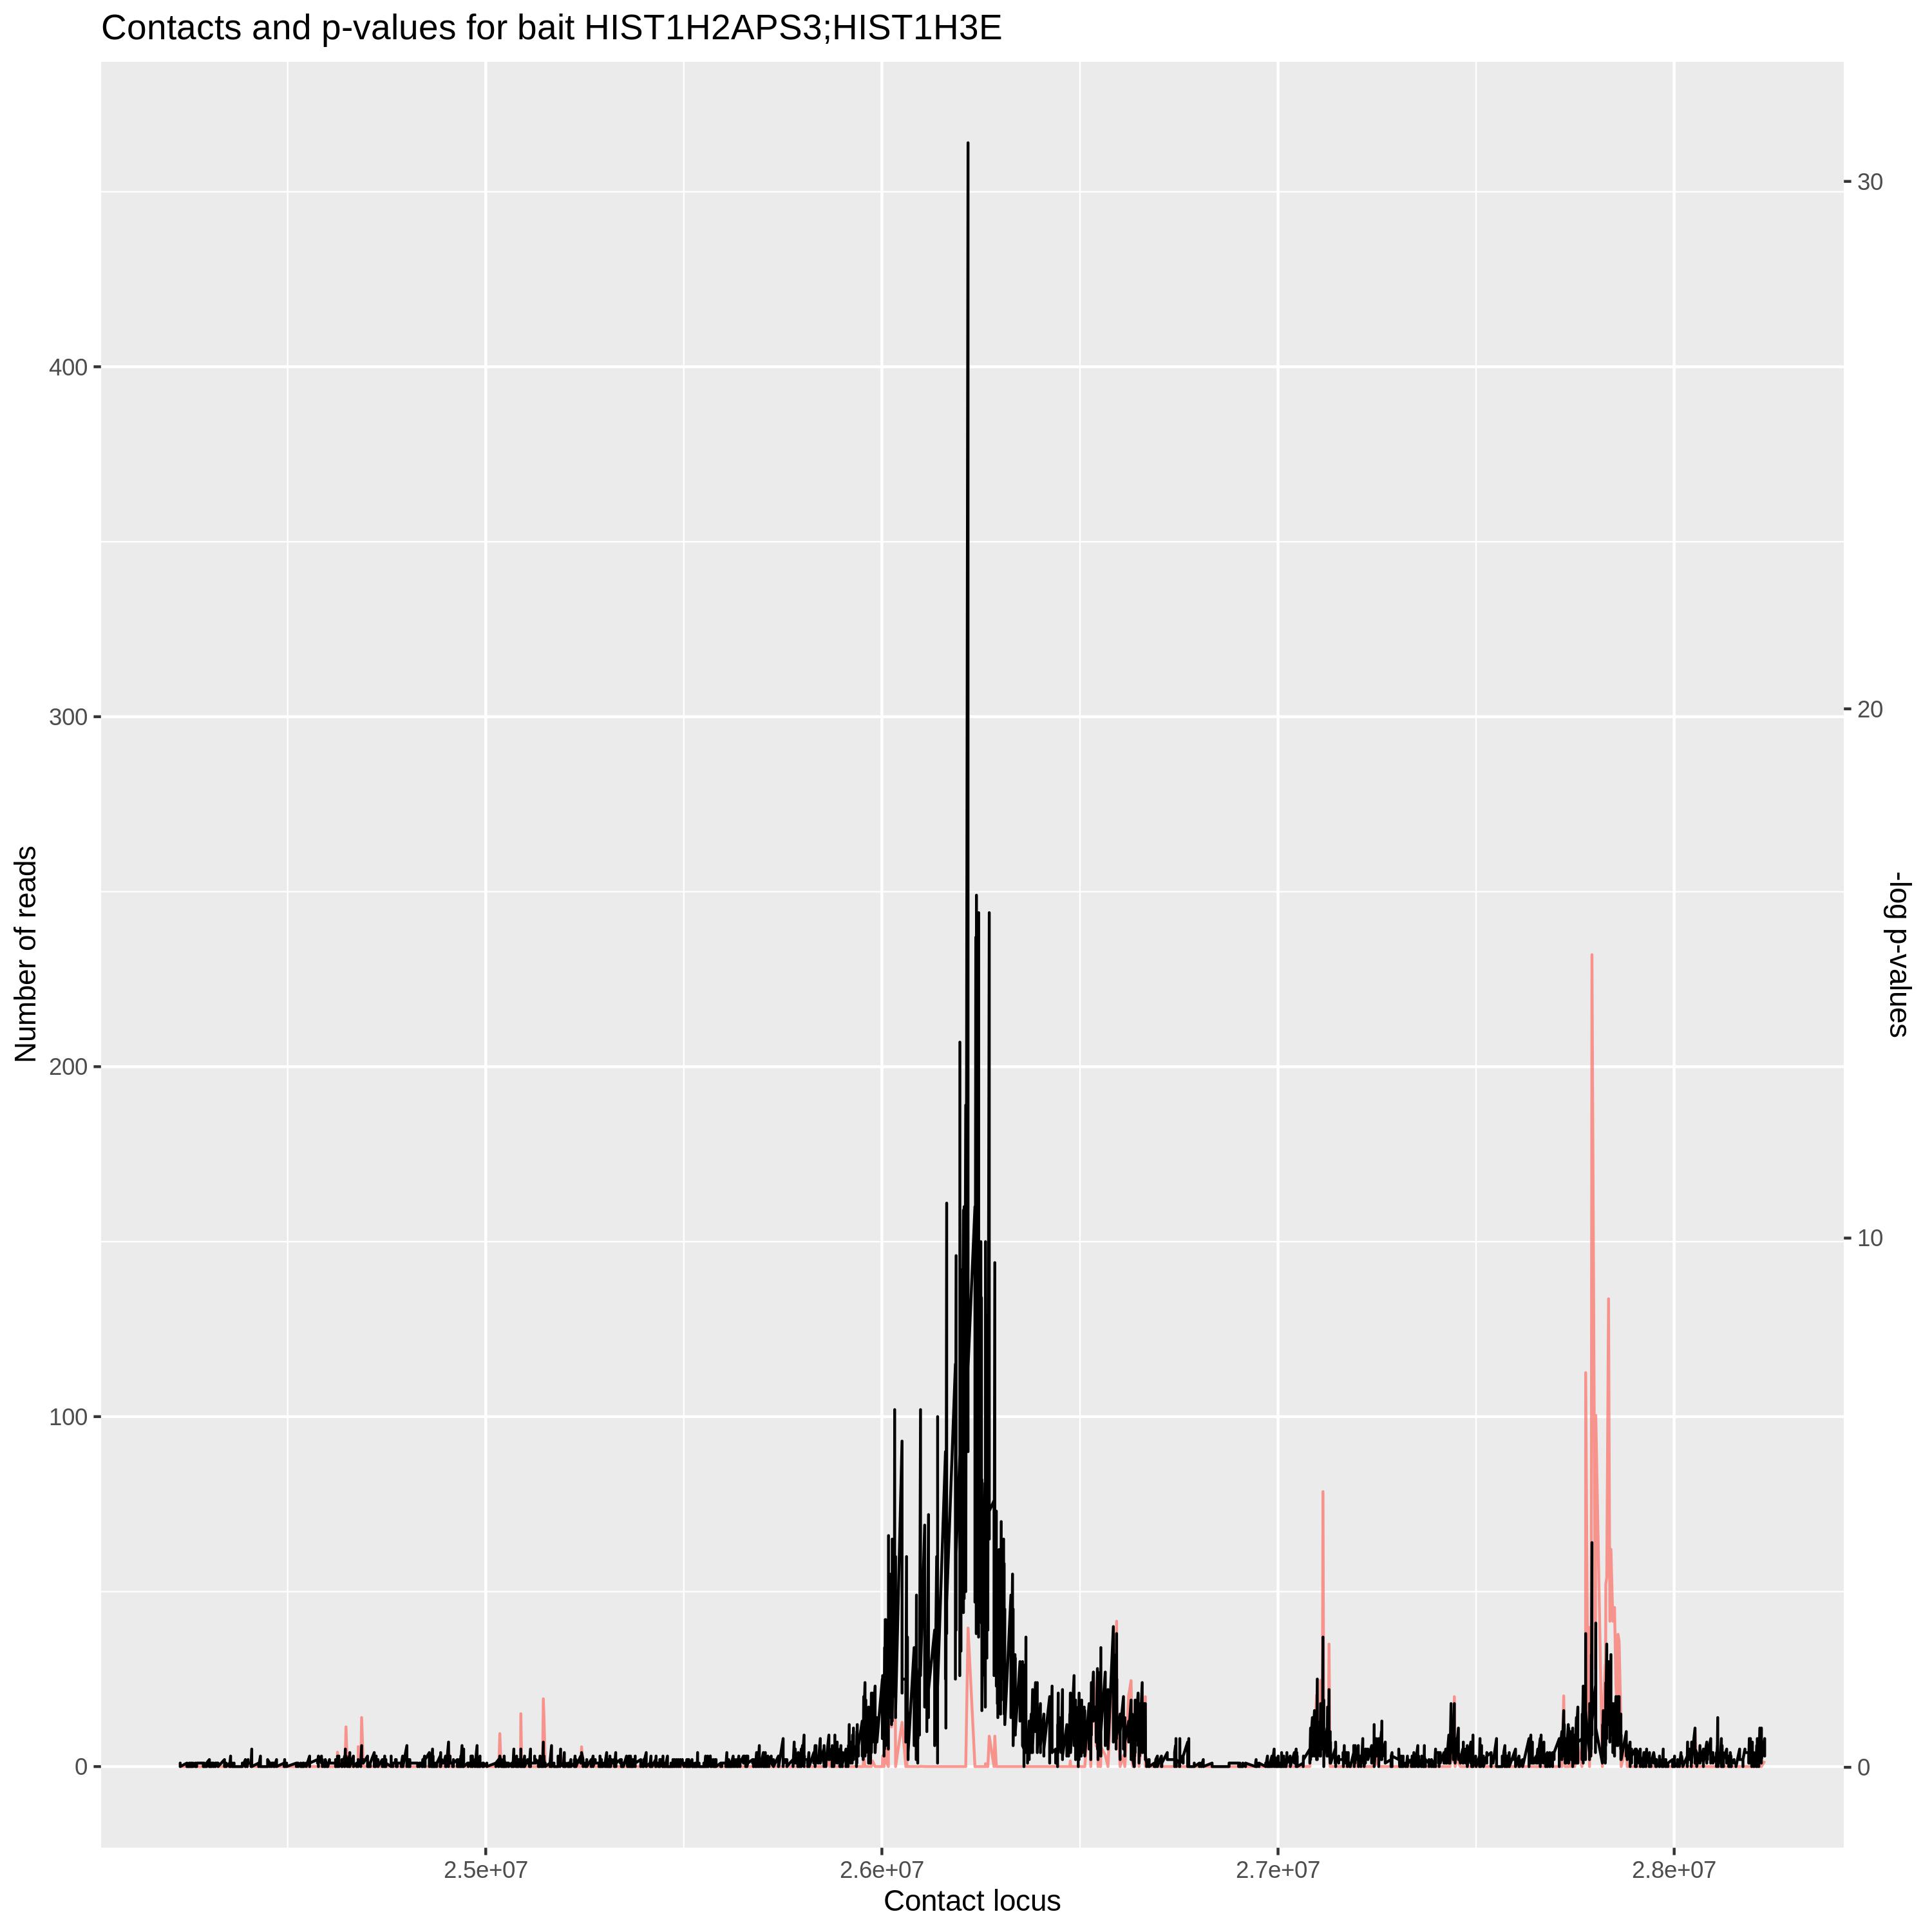 Contacts and p-values for bait HIST1H2APS3;HIST1H3E
Number of reads
400
300
200
100
0
30
20
10
0
-log p-values
2.5e+07
2.6e+07
2.7e+07
2.8e+07
Contact locus